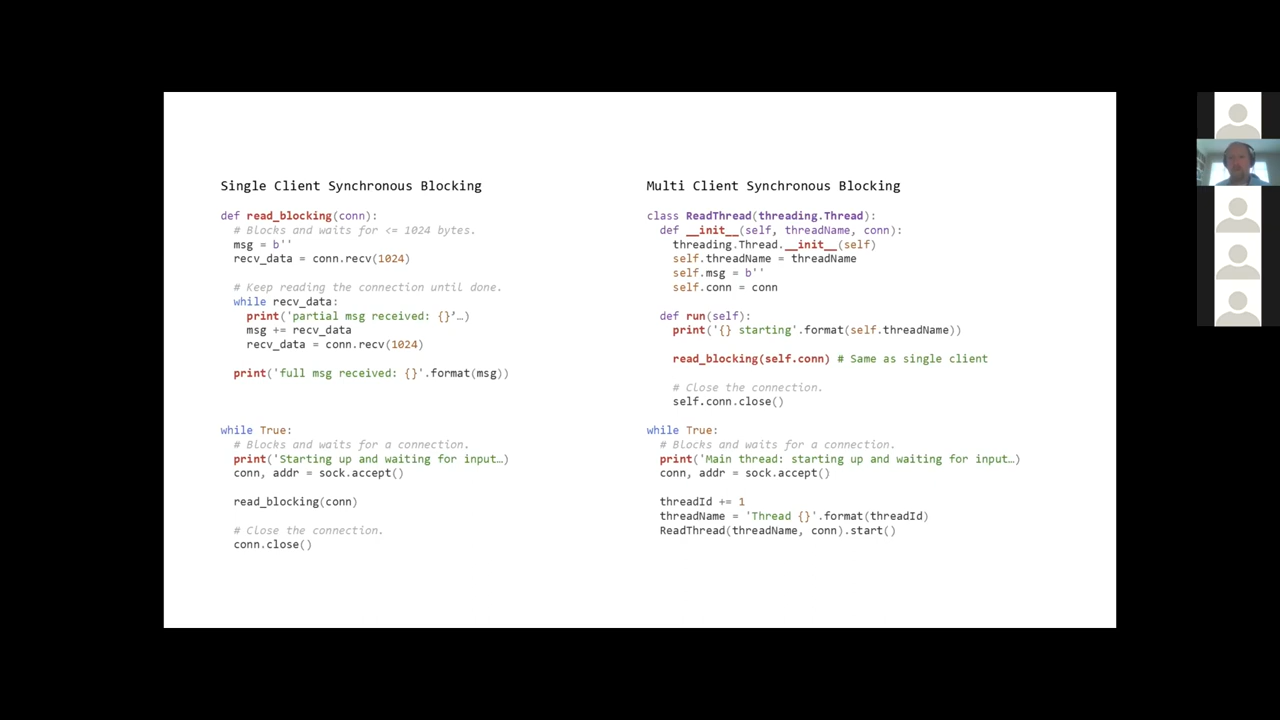 Single Client Synchronous Blocking
def read_blocking(conn):
# Blocks and waits for <= 1024 bytes.
msg = b''
recv_data = conn.recv(1024)
# Keep reading the connection until done.
while recv_data:
print('partial msg received: {}’…)
msg += recv_data
recv_data = conn.recv(1024)
print('full msg received: {}'.format(msg))
while True:
# Blocks and waits for a connection.
print('Starting up and waiting for input…)
conn, addr = sock.accept()
read_blocking(conn)
# Close the connection.
conn.close()
Multi Client Synchronous Blocking
class ReadThread(threading.Thread):
def __init__(self, threadName, conn):
threading.Thread.__init__(self)
self.threadName = threadName
self.msg = b''
self.conn = conn
def run(self):
print('{} starting'.format(self.threadName))
read_blocking(self.conn) # Same as single client
# Close the connection.
self.conn.close()
while True:
# Blocks and waits for a connection.
print('Main thread: starting up and waiting for input…)
conn, addr = sock.accept()
threadId += 1
threadName = 'Thread {}'.format(threadId)
ReadThread(threadName, conn).start()